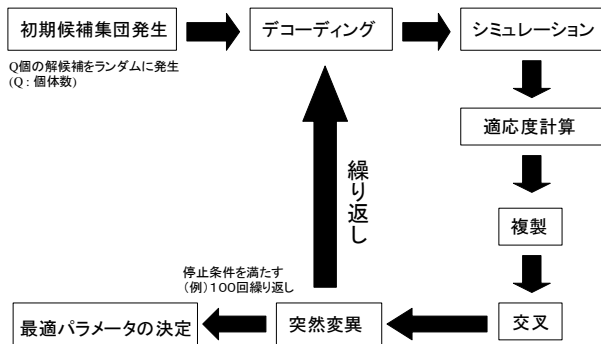 初期候補集団発生
デコーディング
シミュレーション
Q個の解候補をランダムに発生
(Q：個体数)
適応度計算
繰り返し
複製
停止条件を満たす
(例)100回繰り返し
最適パラメータの決定
突然変異
交叉